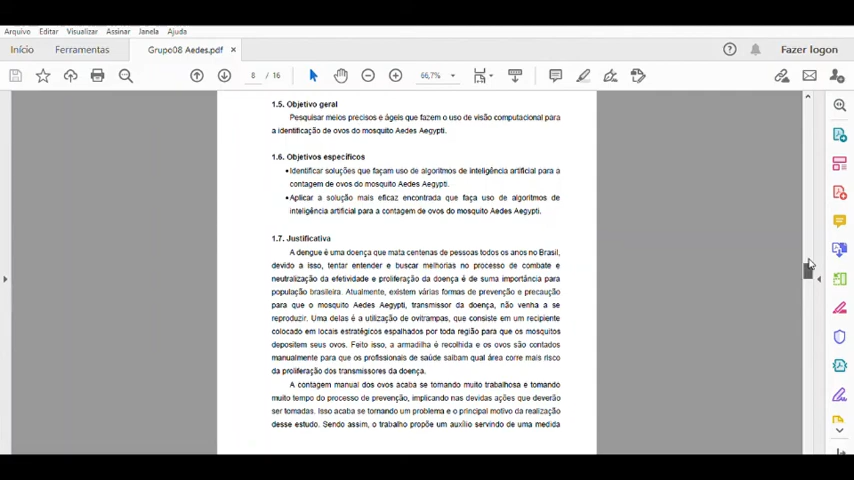 Arquivo Editar Visualizar Assinar Janela Ajuda
Início Ferramentas Grupo08 Aedes.pdf × Fazer logon
8 / 16 66,7%
1.5. Objetivo geral
Pesquisar meios precisos e ágeis que fazem o uso de visão computacional para
a identificação de ovos do mosquito Aedes Aegypti.
1.6. Objetivos específicos
•Identificar soluções que façam uso de algoritmos de inteligência artificial para a
contagem de ovos do mosquito Aedes Aegypti.
•Aplicar a solução mais eficaz encontrada que faça uso de algoritmos de
inteligência artificial para a contagem de ovos do mosquito Aedes Aegypti.
1.7. Justificativa
A dengue é uma doença que mata centenas de pessoas todos os anos no Brasil,
devido a isso, tentar entender e buscar melhorias no processo de combate e
neutralização da efetividade e proliferação da doença é de suma importância para
população brasileira. Atualmente, existem várias formas de prevenção e precaução
para que o mosquito Aedes Aegypti, transmissor da doença, não venha a se
reproduzir. Uma delas é a utilização de ovitrampas, que consiste em um recipiente
colocado em locais estratégicos espalhados por toda região para que os mosquitos
depositem seus ovos. Feito isso, a armadilha é recolhida e os ovos são contados
manualmente para que os profissionais de saúde saibam qual área corre mais risco
da proliferação dos transmissores da doença.
A contagem manual dos ovos acaba se tornando muito trabalhosa e tomando
muito tempo do processo de prevenção, implicando nas devidas ações que deverão
ser tomadas. Isso acaba se tornando um problema e o principal motivo da realização
desse estudo. Sendo assim, o trabalho propõe um auxílio servindo de uma medida